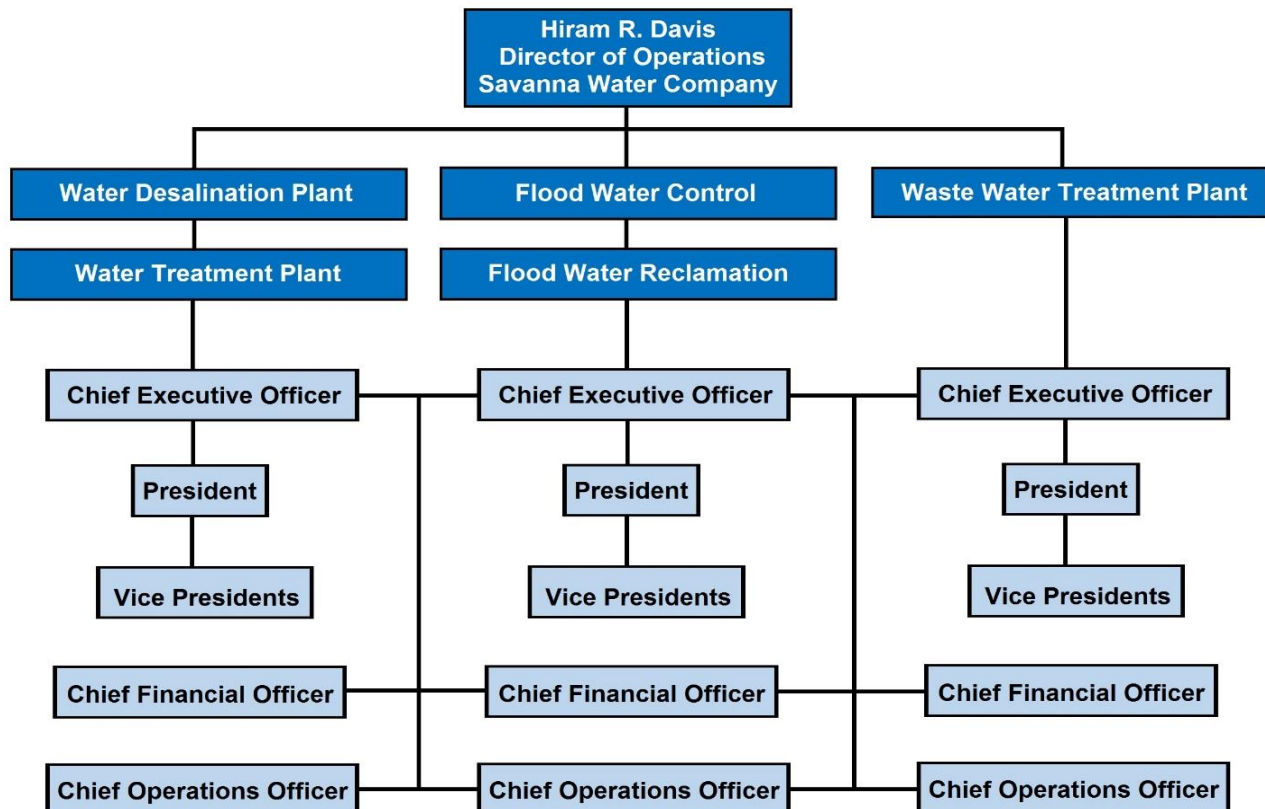 Hiram R. Davis
Director of Operations
Savanna Water Company
Water Desalination Plant
Flood Water Control
Waste Water Treatment Plant
Water Treatment Plant
Flood Water Reclamation
Chief Executive Officer
Chief Executive Officer
Chief Executive Officer
President
President
President
Vice Presidents
Vice Presidents
Vice Presidents
Chief Financial Officer
Chief Financial Officer
Chief Financial Officer
Chief Operations Officer
Chief Operations Officer
Chief Operations Officer